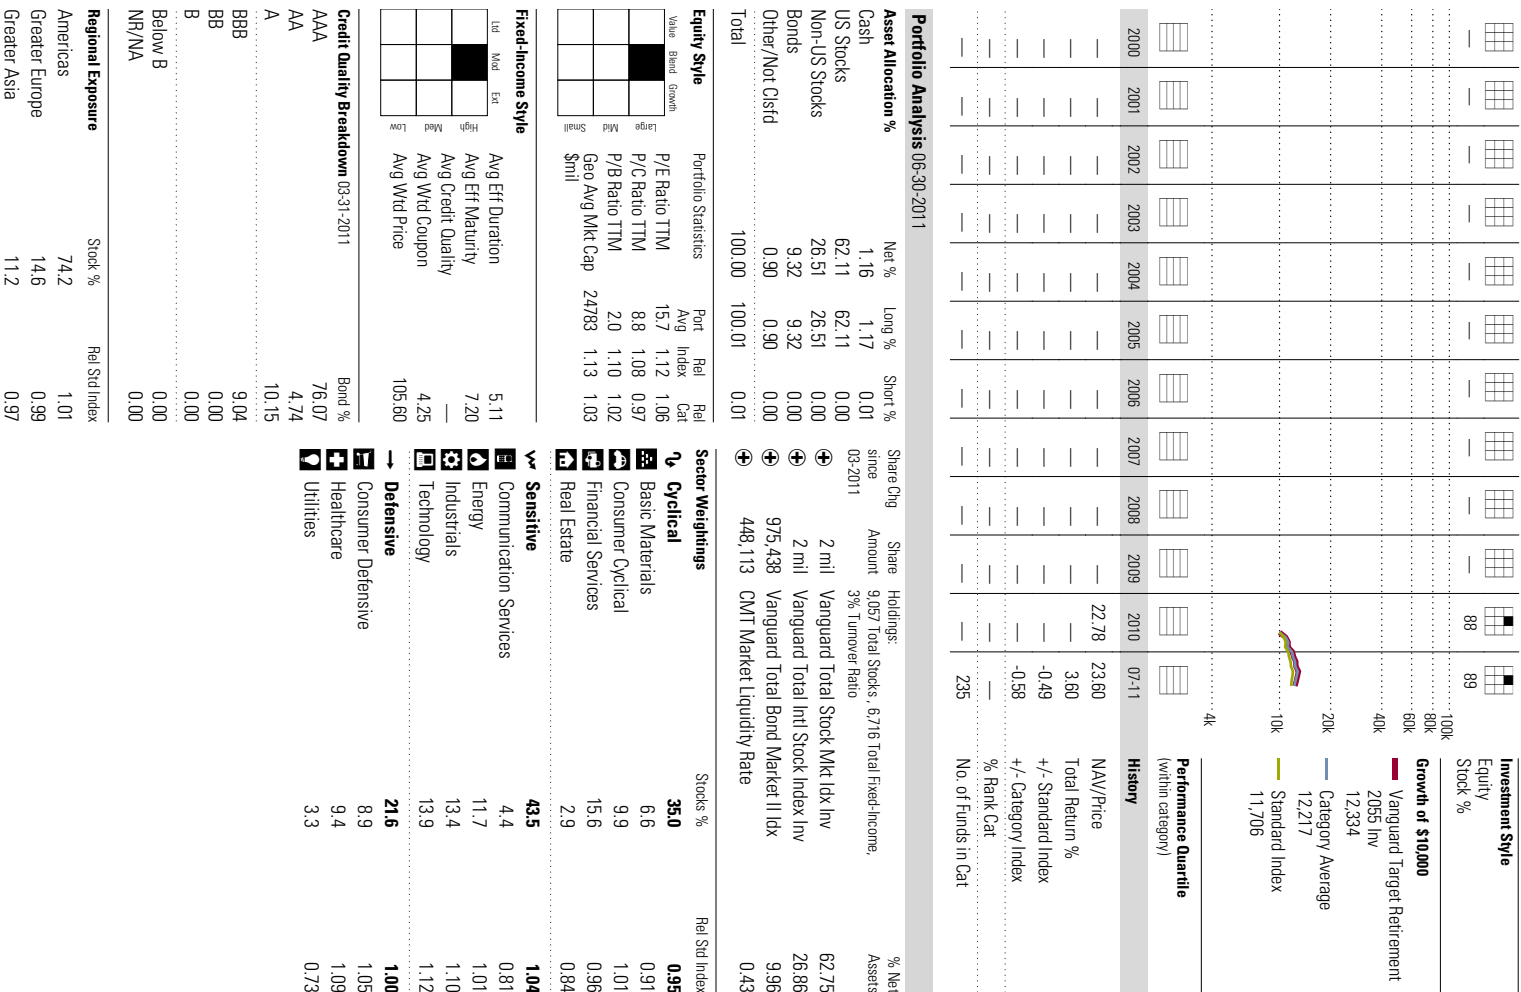 Investment Style
Equity
Stock %
— — — — — — — — — — 88 89
Growth of $10,000
Vanguard Target Retirement
2055 Inv
12,334
Category Average
12,217
Standard Index
11,706
100k
80k
60k
40k
20k
10k
4k
Performance Quartile
(within category)
2000 2001 2002 2003 2004 2005 2006 2007 2008 2009 2010 07-11 History
— — — — — — — — — — 22.78 23.60 NAV/Price
— — — — — — — — — — — 3.60 Total Return %
— — — — — — — — — — — -0.49 +/- Standard Index
— — — — — — — — — — — -0.58 +/- Category Index
— — — — — — — — — — — — % Rank Cat
— — — — — — — — — — — 235 No. of Funds in Cat
Portfolio Analysis 06-30-2011
Asset Allocation % Net % Long % Short %
Cash 1.16 1.17 0.01
US Stocks 62.11 62.11 0.00
Non-US Stocks 26.51 26.51 0.00
Bonds 9.32 9.32 0.00
Other/Not Clsfd 0.90 0.90 0.00
Total 100.00 100.01 0.01
Equity Style
Value Blend Growth
Large
Mid
Small
Portfolio Statistics Port Avg Rel Index Rel Cat
P/E Ratio TTM 15.7 1.12 1.06
P/C Ratio TTM 8.8 1.08 0.97
P/B Ratio TTM 2.0 1.10 1.02
Geo Avg Mkt Cap $mil 24783 1.13 1.03
Fixed-Income Style
Ltd Mod Ext
High
Med
Low
Avg Eff Duration 5.11
Avg Eff Maturity 7.20
Avg Credit Quality —
Avg Wtd Coupon 4.25
Avg Wtd Price 105.60
Credit Quality Breakdown 03-31-2011 Bond %
AAA 76.07
AA 4.74
A 10.15
BBB 9.04
BB 0.00
B 0.00
Below B 0.00
NR/NA 0.00
Regional Exposure Stock % Rel Std Index
Americas 74.2 1.01
Greater Europe 14.6 0.99
Greater Asia 11.2 0.97
Share Chg since 03-2011
Share Amount
Holdings:
9,057 Total Stocks , 6,716 Total Fixed-Income,
3% Turnover Ratio
% Net Assets
2 mil Vanguard Total Stock Mkt Idx Inv 62.75
2 mil Vanguard Total Intl Stock Index Inv 26.86
975,438 Vanguard Total Bond Market II Idx 9.96
448,113 CMT Market Liquidity Rate 0.43
Sector Weightings Stocks % Rel Std Index
Cyclical 35.0 0.95
Basic Materials 6.6 0.91
Consumer Cyclical 9.9 1.01
Financial Services 15.6 0.96
Real Estate 2.9 0.84
Sensitive 43.5 1.04
Communication Services 4.4 0.81
Energy 11.7 1.01
Industrials 13.4 1.10
Technology 13.9 1.12
Defensive 21.6 1.00
Consumer Defensive 8.9 1.05
Healthcare 9.4 1.09
Utilities 3.3 0.73